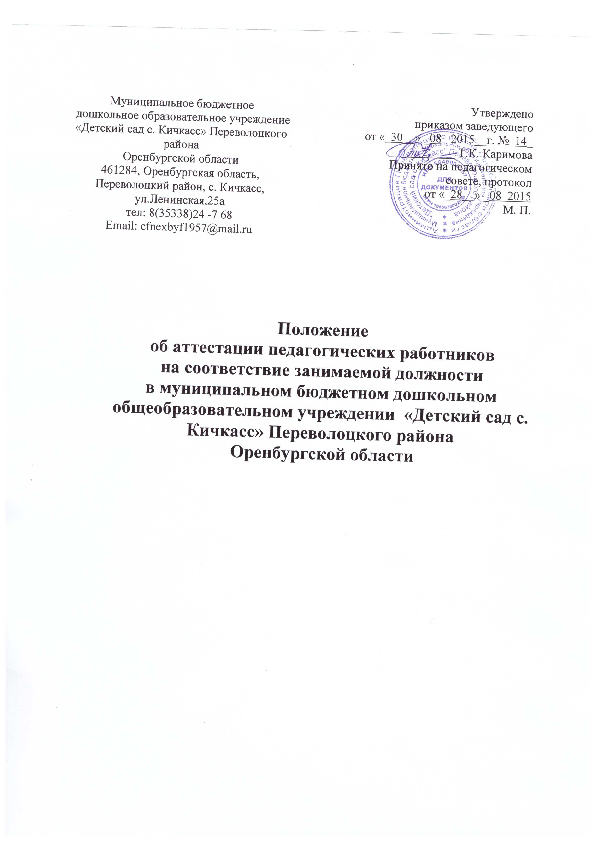 Муниципальное бюджетное
дошкольное образовательное учреждение
«Детский сад с. Кичкасс» Переволоцкого
района
Оренбургской области
461284, Оренбургская область,
Переволоцкий район, с. Кичкасс,
ул.Ленинская,25а
тел: 8(35338)24 -7 68
Email: cfnexbyf1957@mail.ru
Утверждено
приказом заведующего
от « 30 » 08 2015 г. № 14
Г.К. Каримова
Принято на педагогическом
совете, протокол
от « 28 / 5» 08 2015
М. П.
ДЛЯ
ДОКУМЕНТОВ
Положение
об аттестации педагогических работников
на соответствие занимаемой должности
в муниципальном бюджетном дошкольном
общеобразовательном учреждении «Детский сад с.
Кичкасс» Переволоцкого района
Оренбургской области